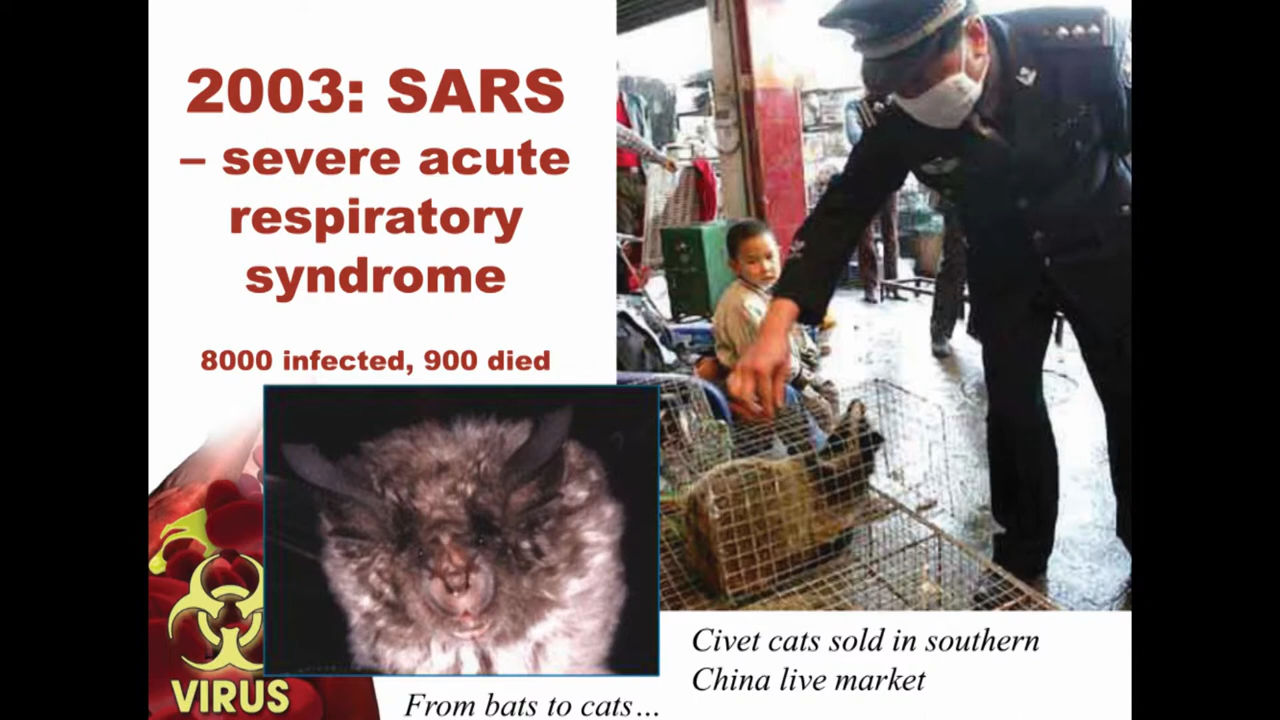 2003: SARS
– severe acute
respiratory
syndrome
8000 infected, 900 died
VIRUS
From bats to cats...
Civet cats sold in southern
China live market